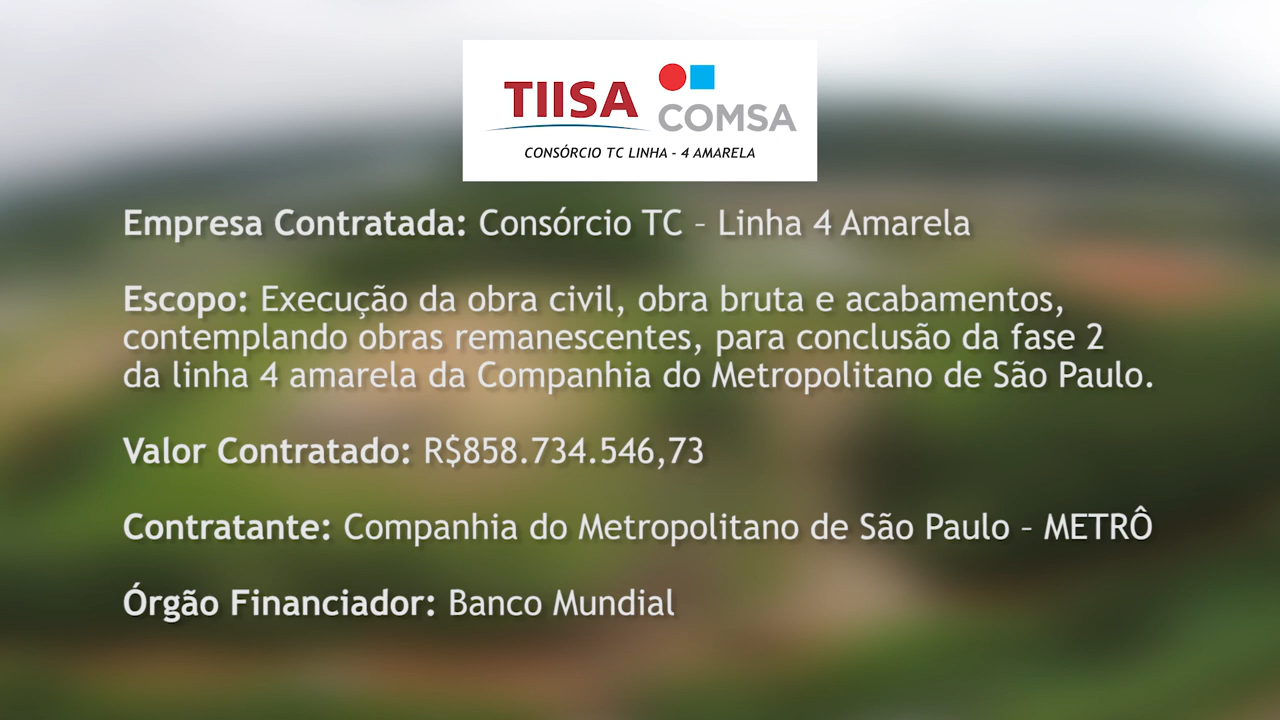 TIISA
COMSA
CONSÓRCIO TC LINHA - 4 AMARELA
Empresa Contratada: Consórcio TC – Linha 4 Amarela
Escopo: Execução da obra civil, obra bruta e acabamentos,
contemplando obras remanescentes, para conclusão da fase 2
da linha 4 amarela da Companhia do Metropolitano de São Paulo.
Valor Contratado: R$858.734.546,73
Contratante: Companhia do Metropolitano de São Paulo – METRÔ
Órgão Financiador: Banco Mundial